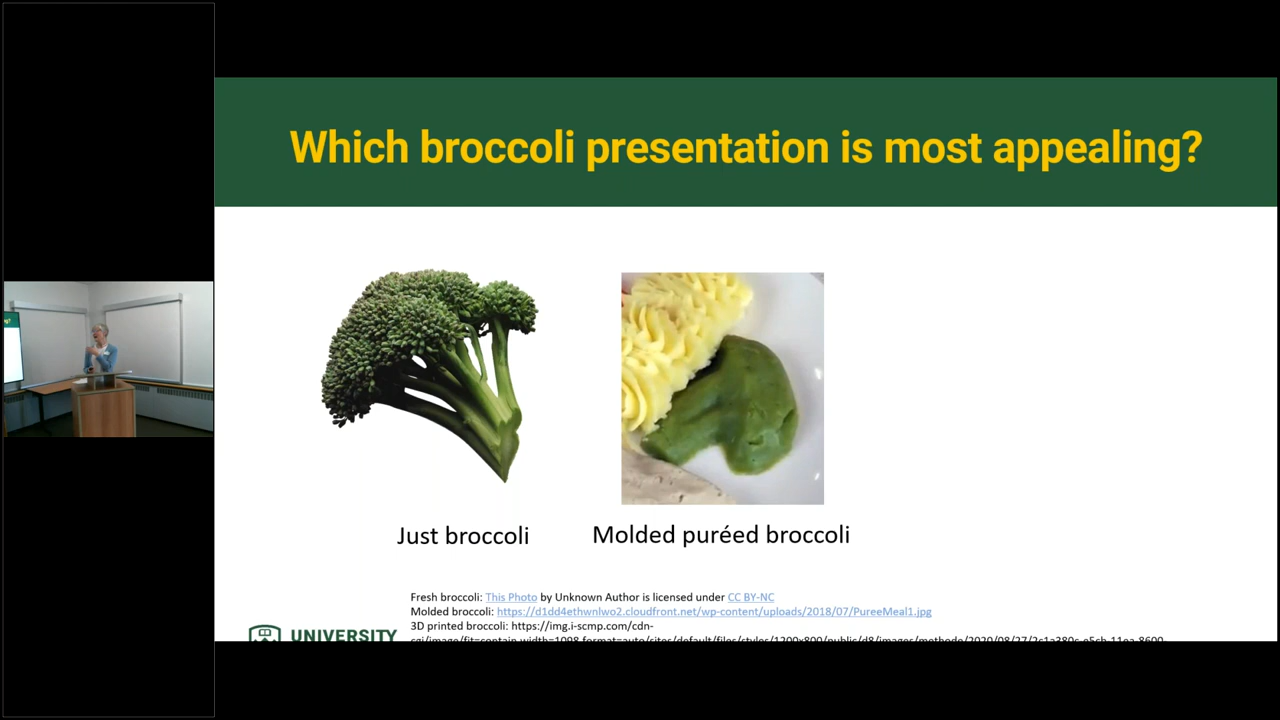 Which broccoli presentation is most appealing?
Just broccoli
Molded puréed broccoli
Fresh broccoli: This Photo by Unknown Author is licensed under CC BY-NC
Molded broccoli: https://d1dd4ethwnlwo2.cloudfront.net/wp-content/uploads/2018/07/PureeMeal1.jpg
3D printed broccoli: https://img.i-scmp.com/cdn-
UNIVERSITY